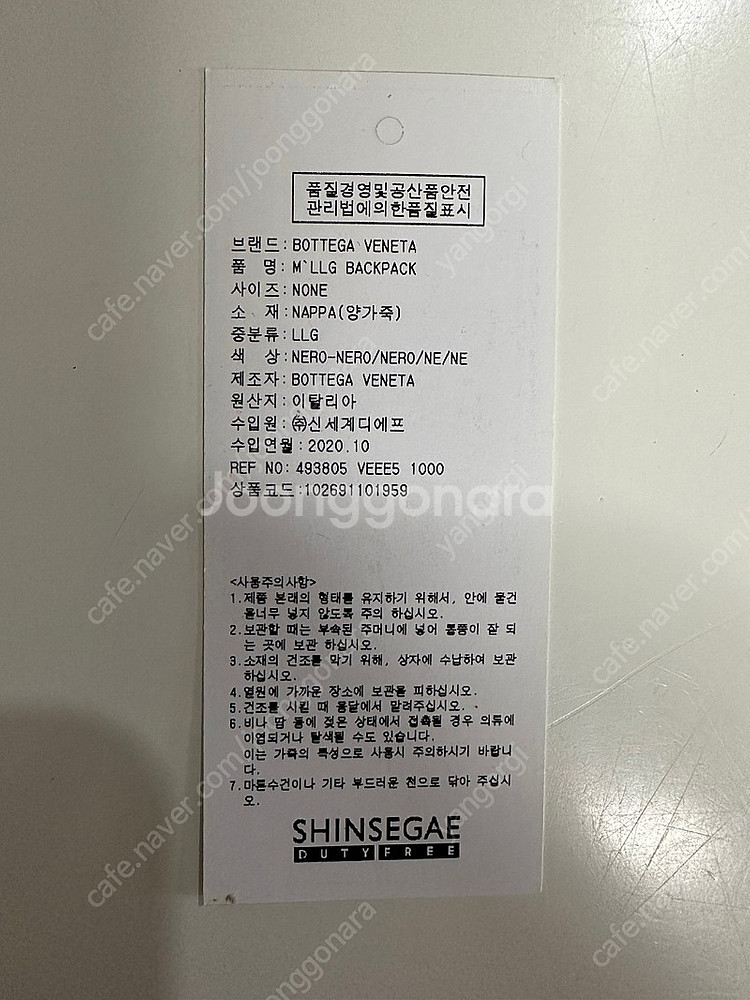 품질경영및공산품안전
관리법에의한품질표시
브랜드:BOTTEGA VENETA
품 명:M`LLG BACKPACK
사이즈:NONE
소 재:NAPPA(양가죽)
중분류:LLG
색 상:NERO-NERO/NERO/NE/NE
제조자:BOTTEGA VENETA
원산지:이탈리아
수입원:㈜신세계디에프
수입연월:2020.10
REF NO: 493805 VEEE5 1000
상품코드:102691101959
Joonggonara
<사용주의사항>
1.제품 본래의 형태를 유지하기 위해서, 안에 물건
을너무 넣지 않도록 주의 하십시오.
2.보관할 때는 부속된 주머니에 넣어 통풍이 잘 되
는 곳에 보관 하십시오.
3.소재의 건조를 막기 위해, 상자에 수납하여 보관
하십시오.
4.열원에 가까운 장소에 보관을 피하십시오.
5.건조를 시킬 때 응달에서 말려주십시오.
6.비나 땀 등에 젖은 상태에서 접촉될 경우 의류에
이염되거나 탈색될 수도 있습니다.
이는 가죽의 특성으로 사용시 주의하시기 바랍니
다.
7.마른수건이나 기타 부드러운 천으로 닦아 주십시
오.
SHINSEGAE
DUTY FREE
cafe.naver.com/joonggonara
yangorgi